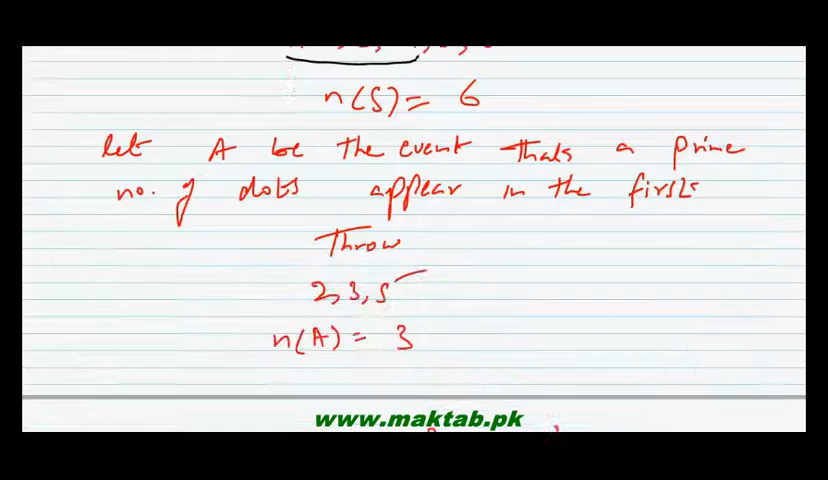 n(S) = 6
let A be the event thats a prime
no. of dots appear in the first
Throw
2, 3, 5
n(A) = 3
www.maktab.pk